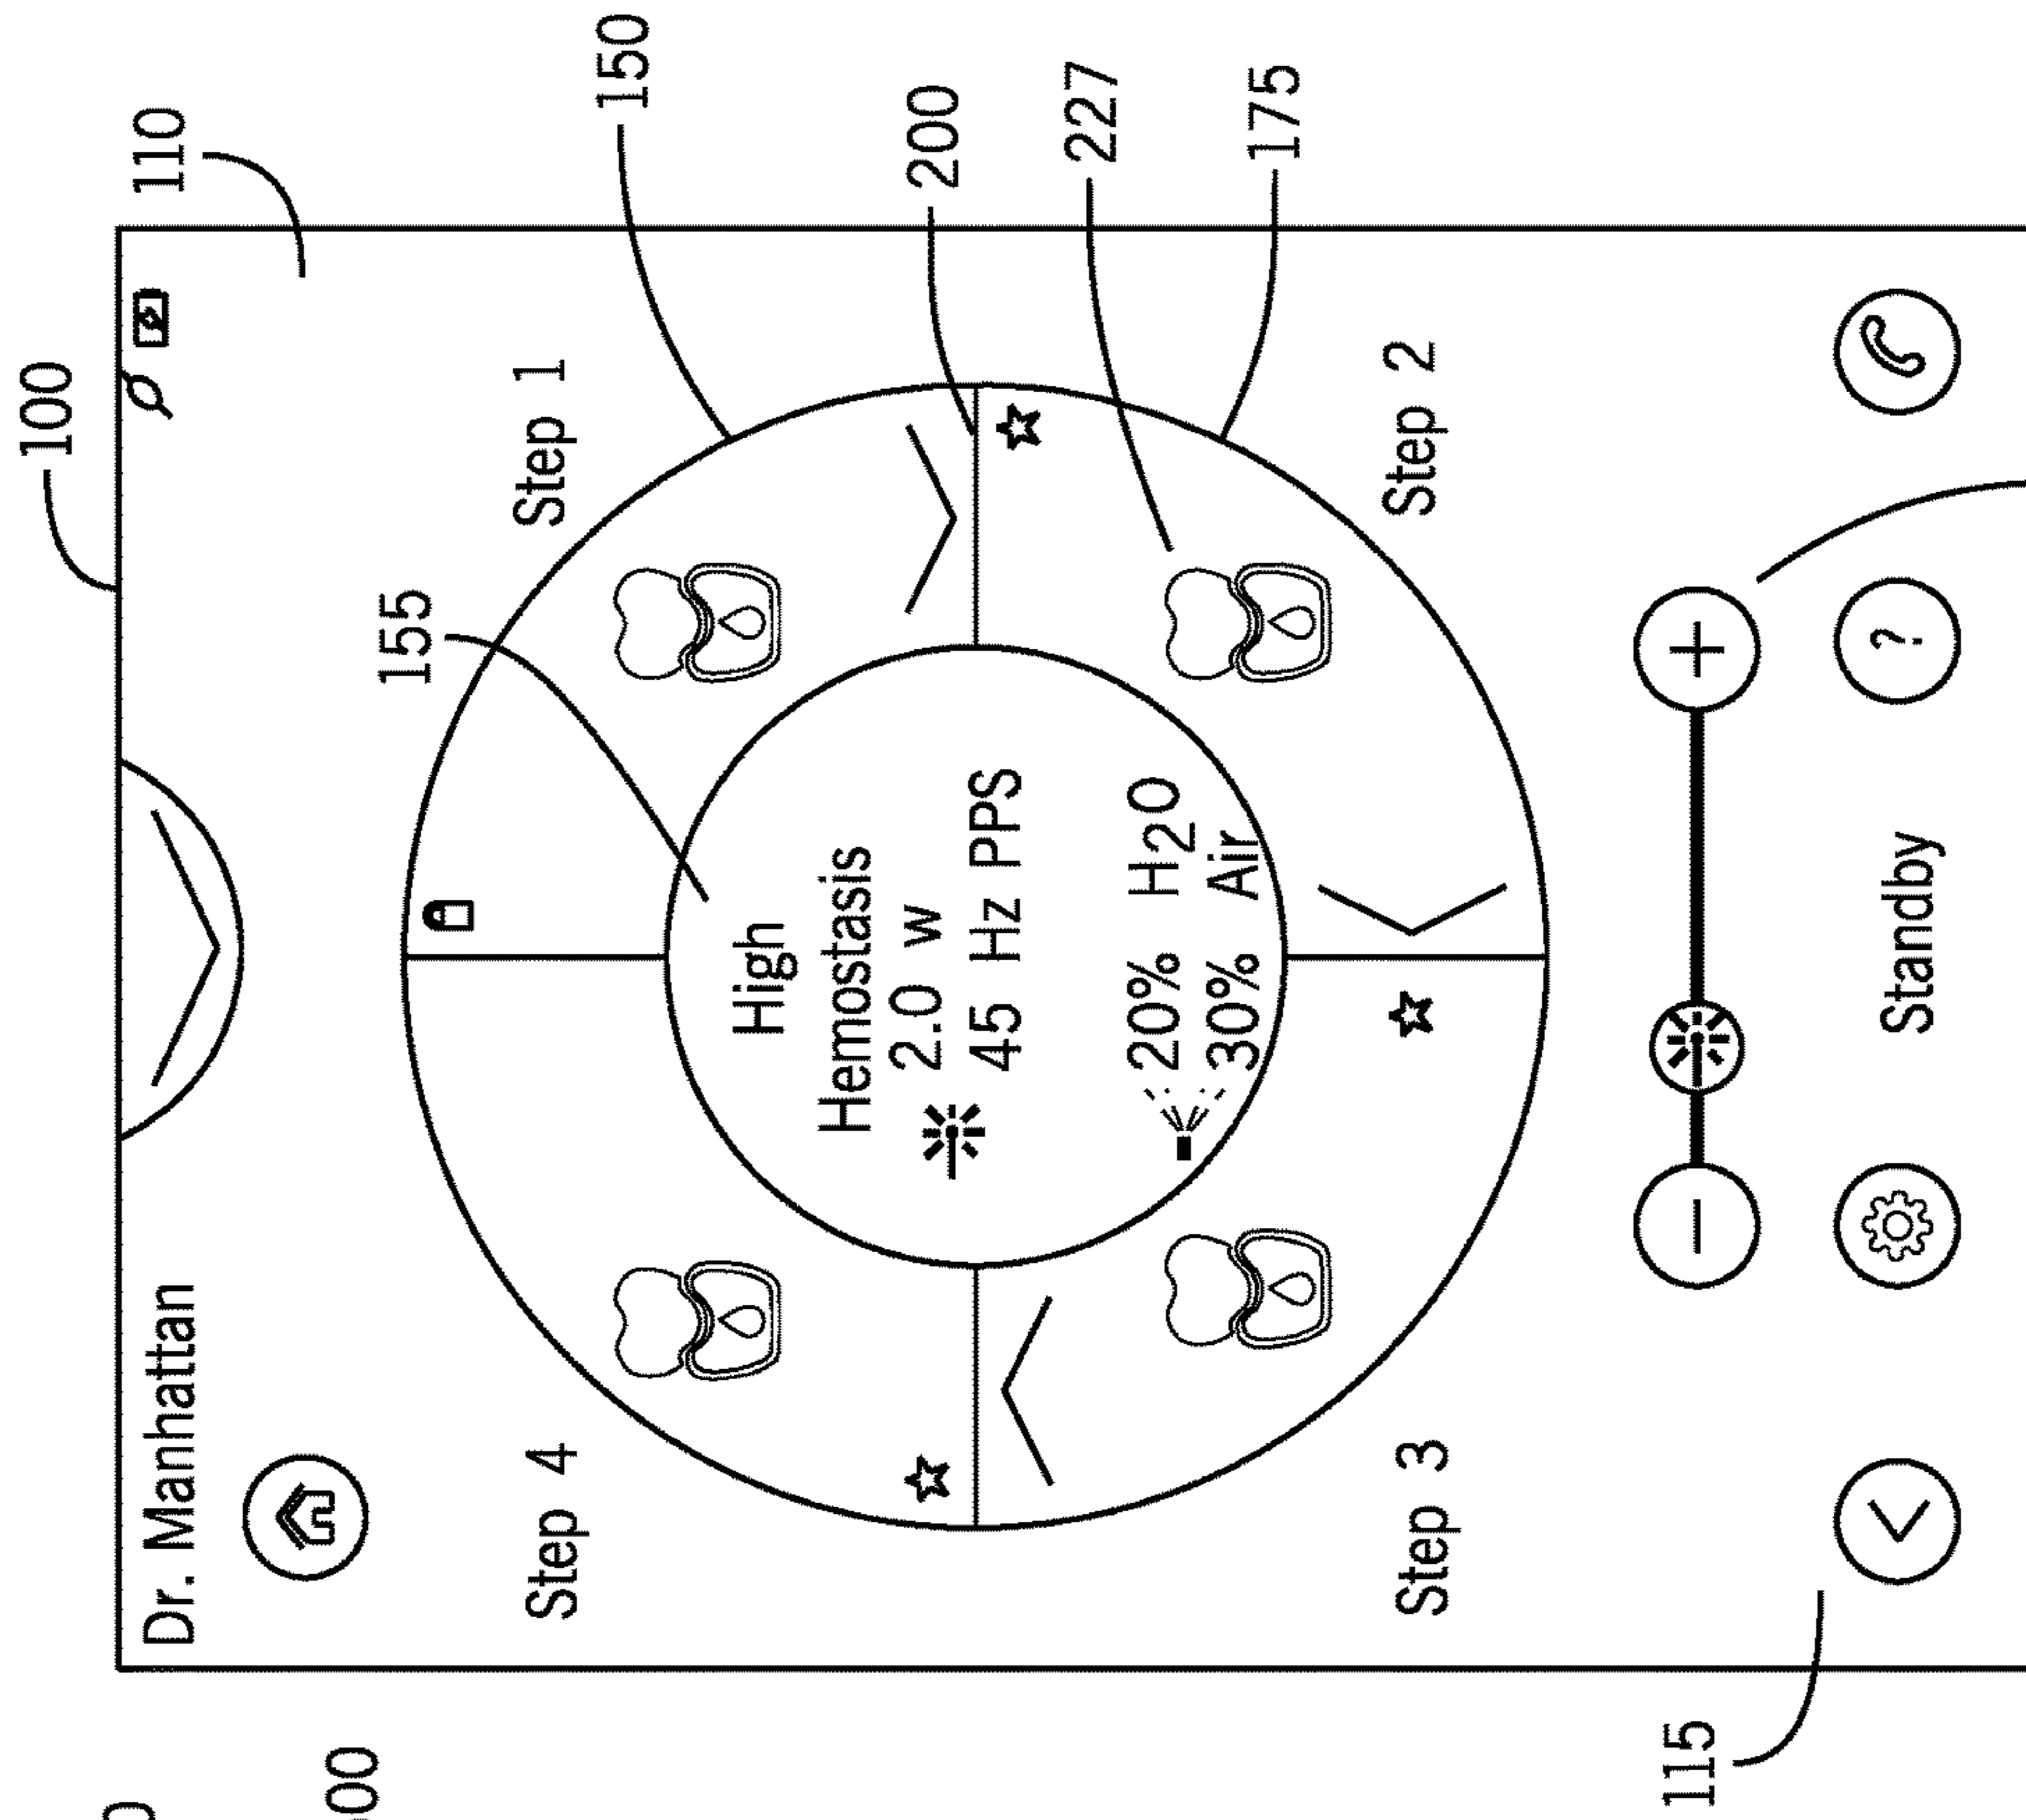 100
Dr. Manhattan
110
155
Step 4
Step 1
150
High
Hemostasis
2.0 w
200
45 Hz PPS
227
20% H₂O
30% Air
175
Step 3
Step 2
115
Standby
?